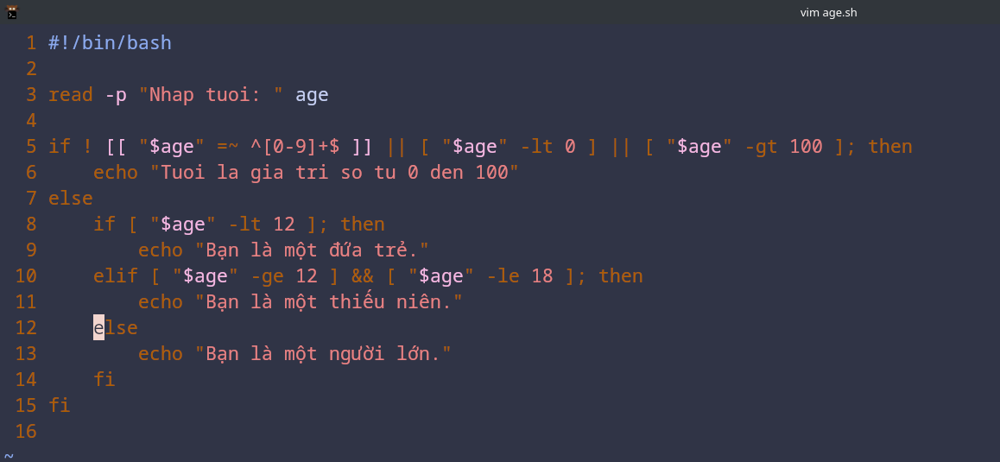 vim age.sh
1 #!/bin/bash
2
3 read -p "Nhap tuoi: " age
4
5 if ! [[ "$age" =~ ^[0-9]+$ ]] || [ "$age" -lt 0 ] || [ "$age" -gt 100 ]; then
6     echo "Tuoi la gia tri so tu 0 den 100"
7 else
8     if [ "$age" -lt 12 ]; then
9         echo "Bạn là một đứa trẻ."
10     elif [ "$age" -ge 12 ] && [ "$age" -le 18 ]; then
11         echo "Bạn là một thiếu niên."
12     else
13         echo "Bạn là một người lớn."
14     fi
15 fi
16
~